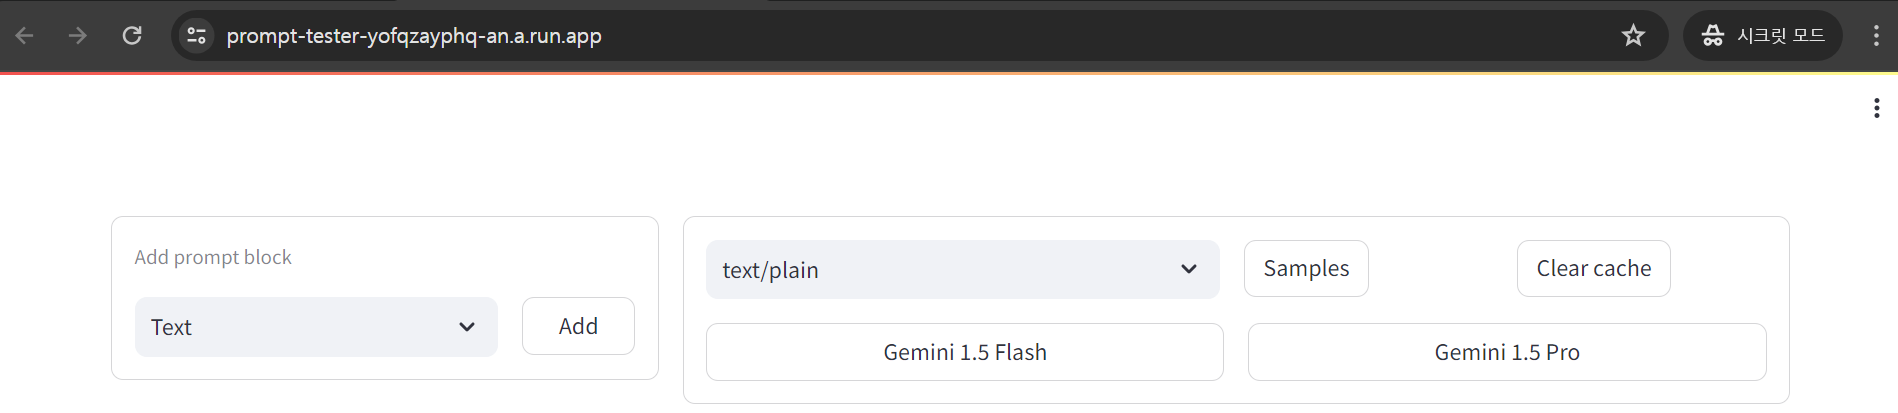 prompt-tester-yofqzayphq-an.a.run.app
시크릿 모드
Add prompt block
Text
Add
text/plain
Samples
Clear cache
Gemini 1.5 Flash
Gemini 1.5 Pro